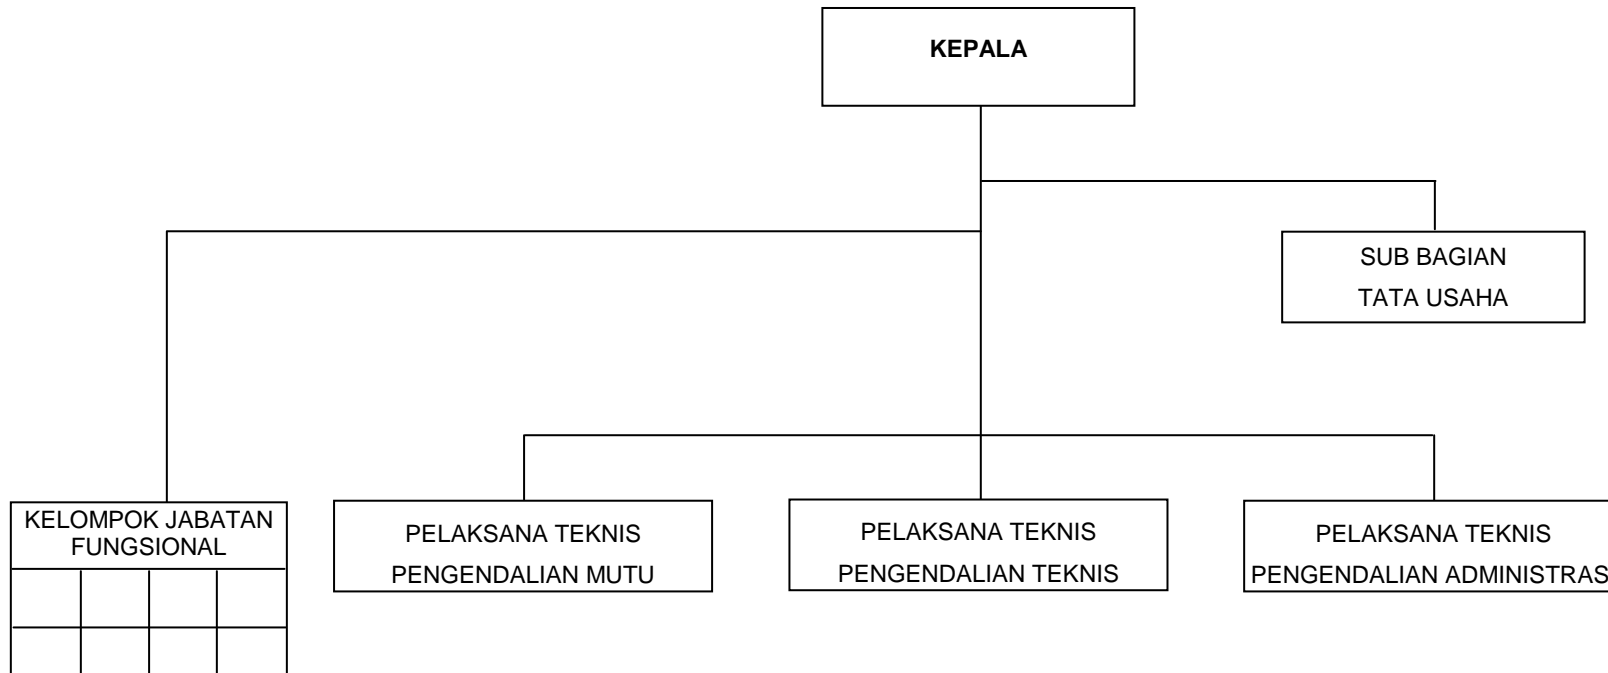 KEPALA
SUB BAGIAN
TATA USAHA
KELOMPOK JABATAN
FUNGSIONAL
PELAKSANA TEKNIS
PENGENDALIAN MUTU
PELAKSANA TEKNIS
PENGENDALIAN TEKNIS
PELAKSANA TEKNIS
PENGENDALIAN ADMINISTRAS